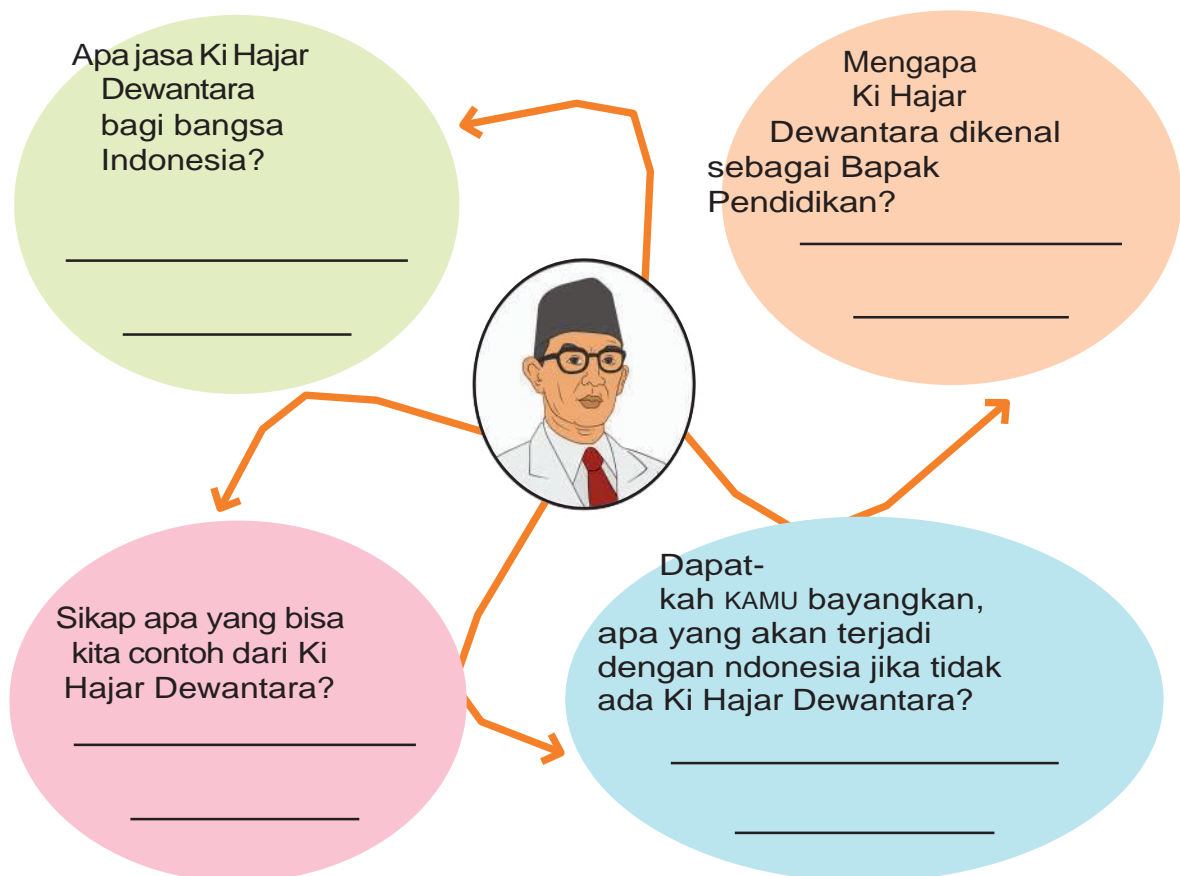 Apa jasa Ki Hajar
Dewantara
bagi bangsa
Indonesia?
Mengapa
Ki Hajar
Dewantara dikenal
sebagai Bapak
Pendidikan?
Sikap apa yang bisa
kita contoh dari Ki
Hajar Dewantara?
Dapat-
kah KAMU bayangkan,
apa yang akan terjadi
dengan ndonesia jika tidak
ada Ki Hajar Dewantara?